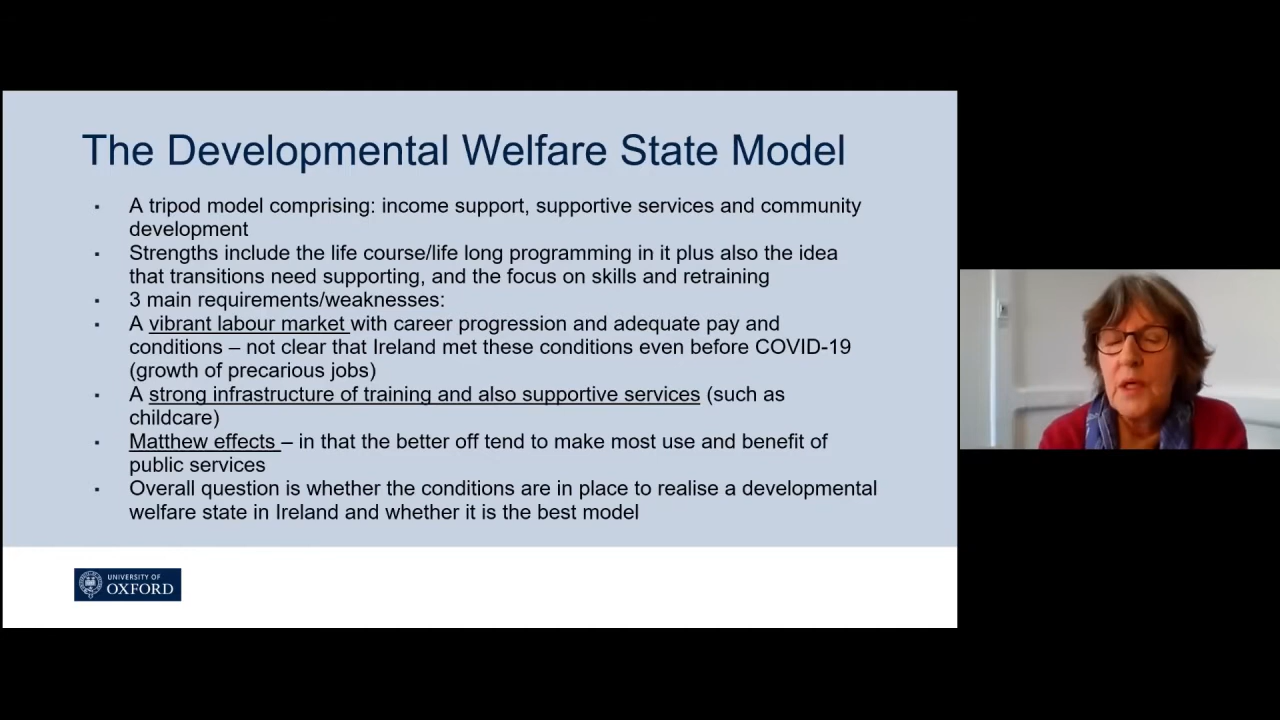 The Developmental Welfare State Model
▪ A tripod model comprising: income support, supportive services and community
development
▪ Strengths include the life course/life long programming in it plus also the idea
that transitions need supporting, and the focus on skills and retraining
▪ 3 main requirements/weaknesses:
▪ A vibrant labour market with career progression and adequate pay and
conditions – not clear that Ireland met these conditions even before COVID-19
(growth of precarious jobs)
▪ A strong infrastructure of training and also supportive services (such as
childcare)
▪ Matthew effects – in that the better off tend to make most use and benefit of
public services
▪ Overall question is whether the conditions are in place to realise a developmental
welfare state in Ireland and whether it is the best model
UNIVERSITY OF
OXFORD